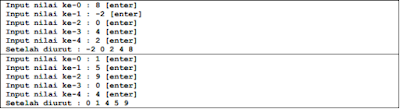 Input nilai ke-0 : 8 [enter]
Input nilai ke-1 : -2 [enter]
Input nilai ke-2 : 0 [enter]
Input nilai ke-3 : 4 [enter]
Input nilai ke-4 : 2 [enter]
Setelah diurut : -2 0 2 4 8
Input nilai ke-0 : 1 [enter]
Input nilai ke-1 : 5 [enter]
Input nilai ke-2 : 9 [enter]
Input nilai ke-3 : 0 [enter]
Input nilai ke-4 : 4 [enter]
Setelah diurut : 0 1 4 5 9